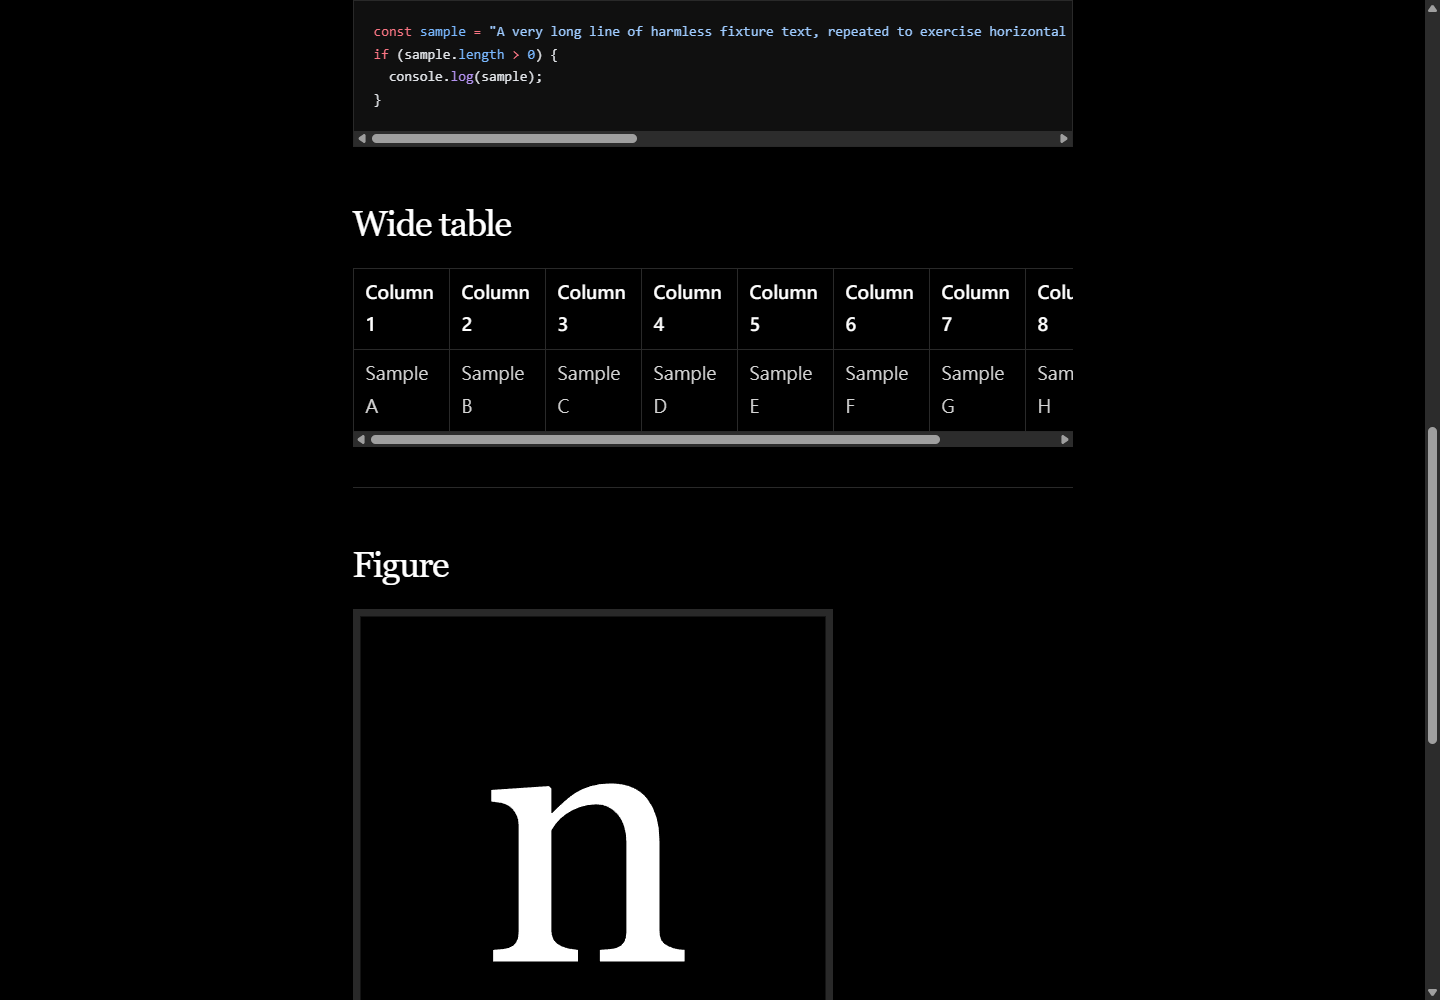 const sample = "A very long line of harmless fixture text, repeated to exercise horizontal
if (sample.length > 0) {
  console.log(sample);
}
Wide table
Column 1 Column 2 Column 3 Column 4 Column 5 Column 6 Column 7 Colu 8
Sample A Sample B Sample C Sample D Sample E Sample F Sample G Sam H
Figure
n